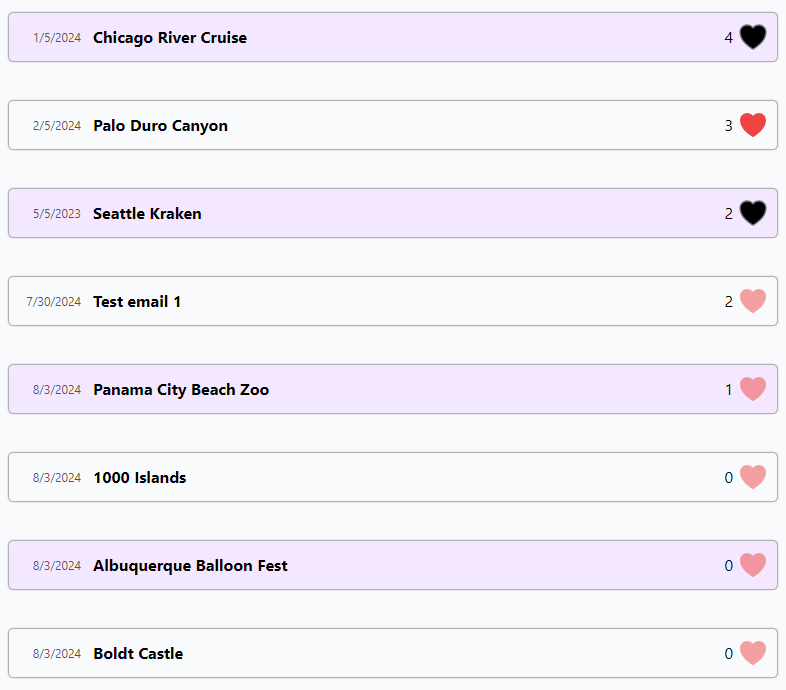 1/5/2024 Chicago River Cruise 4
2/5/2024 Palo Duro Canyon 3
5/5/2023 Seattle Kraken 2
7/30/2024 Test email 1 2
8/3/2024 Panama City Beach Zoo 1
8/3/2024 1000 Islands 0
8/3/2024 Albuquerque Balloon Fest 0
8/3/2024 Boldt Castle 0